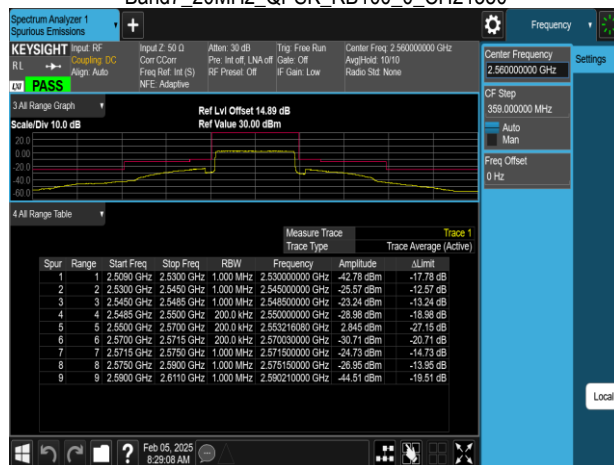 Spectrum Analyzer 1
Spurious Emissions
Frequency
KEYSIGHT Input: RF Input Z: 50 Ω Atten: 30 dB Trig: Free Run Center Freq: 2.560000000 GHz
RL Coupling: DC Corr CCorr Pre: Int off, LNA off Gate: Off Avg|Hold: 10/10
Align: Auto Freq Ref: Int (S) RF Preset: Off IF Gain: Low Radio Std: None
LXI PASS NFE: Adaptive
Center Frequency
2.560000000 GHz
Settings
CF Step
359.000000 MHz
Auto
Man
Freq Offset
0 Hz
3 All Range Graph
Ref Lvl Offset 14.89 dB
Scale/Div 10.0 dB Ref Value 30.00 dBm
20.0
0.00
-20.0
-40.0
-60.0
4 All Range Table
Measure Trace Trace 1
Trace Type Trace Average (Active)
Spur Range Start Freq Stop Freq RBW Frequency Amplitude ΔLimit
1 1 2.5090 GHz 2.5300 GHz 1.000 MHz 2.530000000 GHz -42.78 dBm -17.78 dB
2 2 2.5300 GHz 2.5450 GHz 1.000 MHz 2.545000000 GHz -25.57 dBm -12.57 dB
3 3 2.5450 GHz 2.5485 GHz 1.000 MHz 2.548500000 GHz -23.24 dBm -13.24 dB
4 4 2.5485 GHz 2.5500 GHz 200.0 kHz 2.550000000 GHz -28.98 dBm -18.98 dB
5 5 2.5500 GHz 2.5700 GHz 200.0 kHz 2.553216080 GHz 2.845 dBm -27.15 dB
6 6 2.5700 GHz 2.5715 GHz 200.0 kHz 2.570030000 GHz -30.71 dBm -20.71 dB
7 7 2.5715 GHz 2.5750 GHz 1.000 MHz 2.571500000 GHz -24.73 dBm -14.73 dB
8 8 2.5750 GHz 2.5900 GHz 1.000 MHz 2.575150000 GHz -26.95 dBm -13.95 dB
9 9 2.5900 GHz 2.6110 GHz 1.000 MHz 2.590210000 GHz -44.51 dBm -19.51 dB
Local
Feb 05, 2025
8:29:08 AM